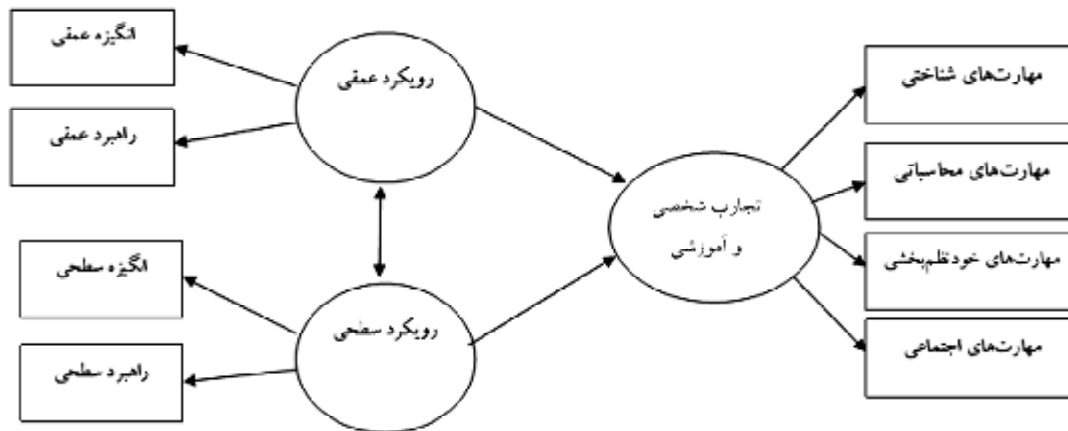 انگیزه عمقی
رویکرد عمقی
راهبرد عمقی
مهارت‌های شناختی
مهارت‌های محاسباتی
تجارب شخصی
و آموزشی
مهارت‌های خودنظم‌بخشی
مهارت‌های اجتماعی
انگیزه سطحی
رویکرد سطحی
راهبرد سطحی